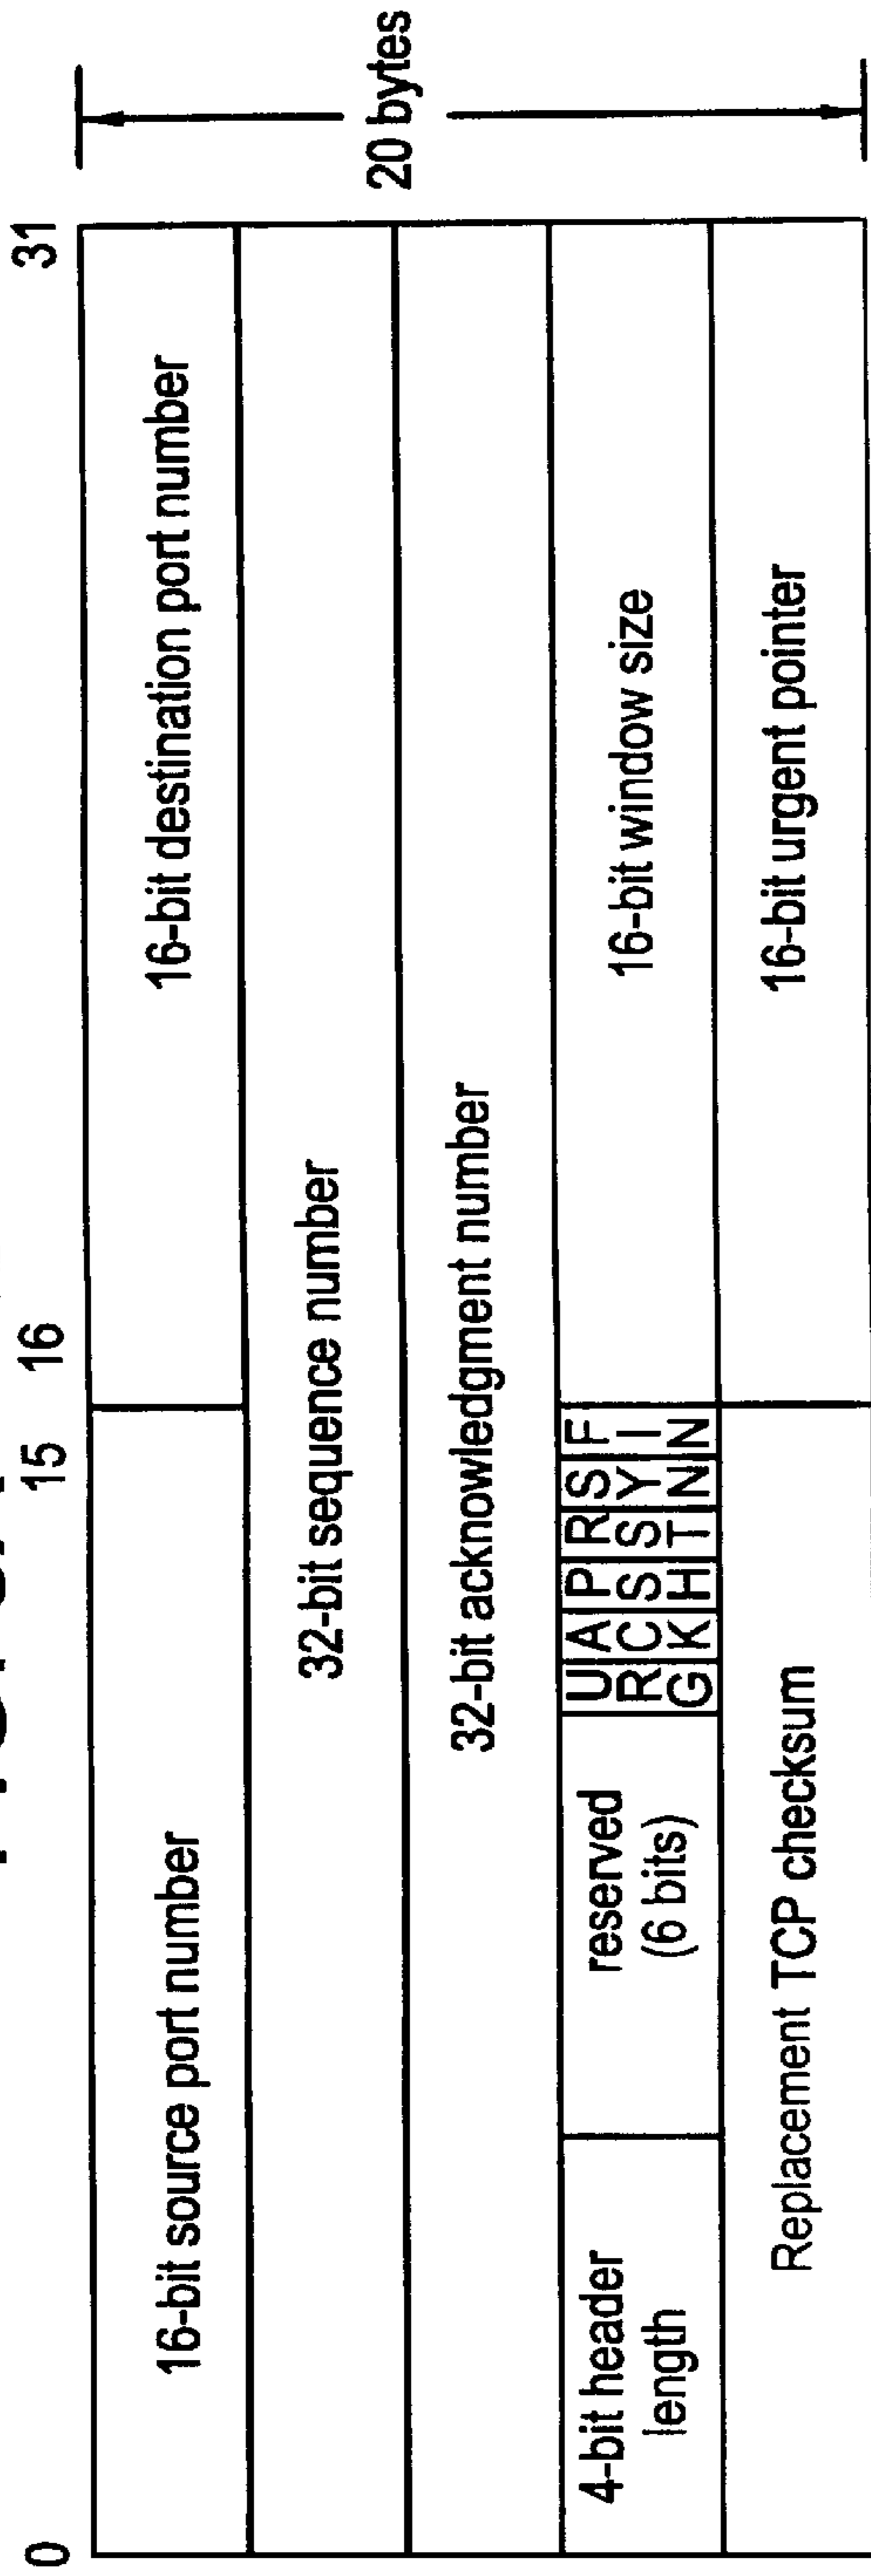 0 15 16 31
16-bit source port number 16-bit destination port number
32-bit sequence number
32-bit acknowledgment number
4-bit header
length
reserved
(6 bits)
URG ACK PSH RST SYN FIN
16-bit window size
Replacement TCP checksum 16-bit urgent pointer
20 bytes